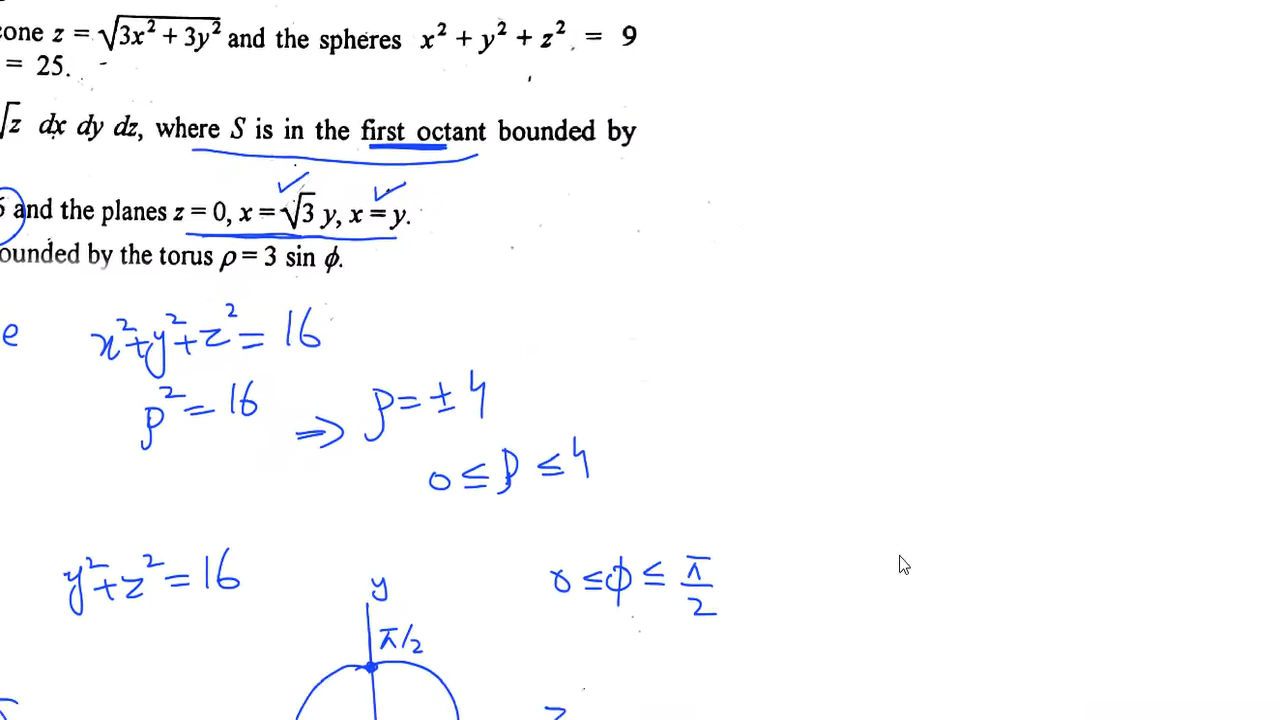 one z = √3x² + 3y² and the spheres x² + y² + z² = 9
= 25.
√z dx dy dz, where S is in the first octant bounded by
and the planes z = 0, x = √3 y, x = y.
ounded by the torus ρ = 3 sin ϕ.
e x²+y²+z² = 16
ρ² = 16 ⇒ ρ = ± 4
0 ≤ ρ ≤ 4
y²+z² = 16
y
0 ≤ ϕ ≤ π/2
π/2